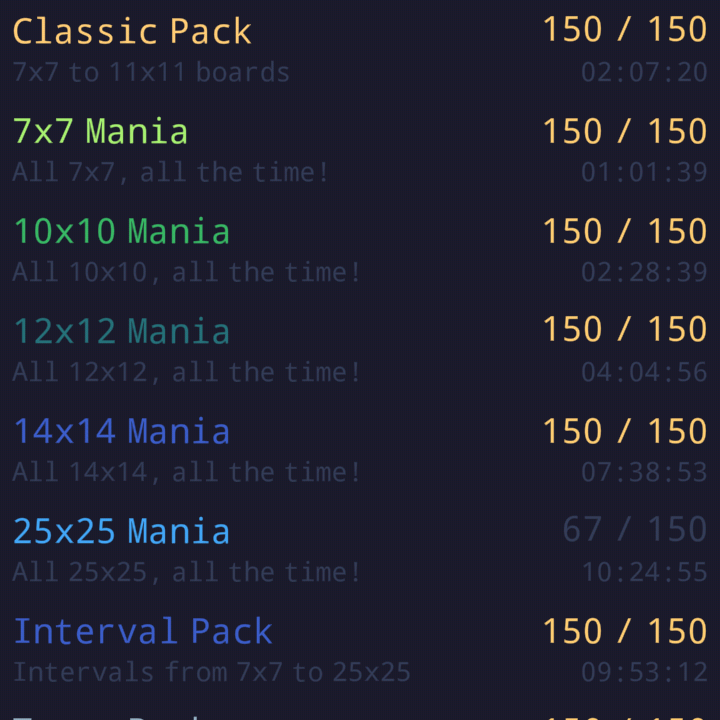 Classic Pack 150 / 150
7x7 to 11x11 boards 02:07:20
7x7 Mania 150 / 150
All 7x7, all the time! 01:01:39
10x10 Mania 150 / 150
All 10x10, all the time! 02:28:39
12x12 Mania 150 / 150
All 12x12, all the time! 04:04:56
14x14 Mania 150 / 150
All 14x14, all the time! 07:38:53
25x25 Mania 67 / 150
All 25x25, all the time! 10:24:55
Interval Pack 150 / 150
Intervals from 7x7 to 25x25 09:53:12